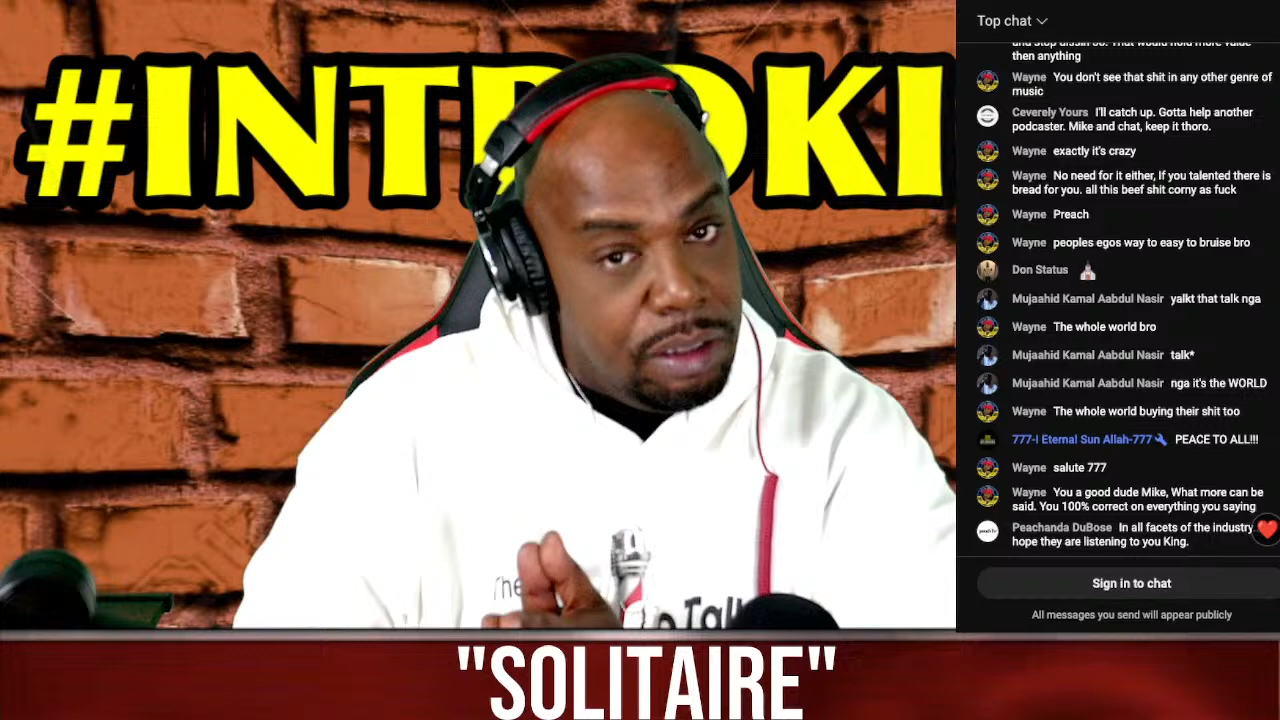 #INTROKI
Top chat
then anything
Wayne You don't see that shit in any other genre of
music
Ceverely Yours I'll catch up. Gotta help another
podcaster. Mike and chat, keep it thoro.
Wayne exactly it's crazy
Wayne No need for it either, If you talented there is
bread for you. all this beef shit corny as fuck
Wayne Preach
Wayne peoples egos way to easy to bruise bro
Don Status
Mujaahid Kamal Aabdul Nasir yalkt that talk nga
Wayne The whole world bro
Mujaahid Kamal Aabdul Nasir talk*
Mujaahid Kamal Aabdul Nasir nga it's the WORLD
Wayne The whole world buying their shit too
777-I Eternal Sun Allah-777 PEACE TO ALL!!!
Wayne salute 777
Wayne You a good dude Mike, What more can be
said. You 100% correct on everything you saying
Peachanda DuBose In all facets of the industry
hope they are listening to you King.
Sign in to chat
All messages you send will appear publicly
The
Talk
"SOLITAIRE"